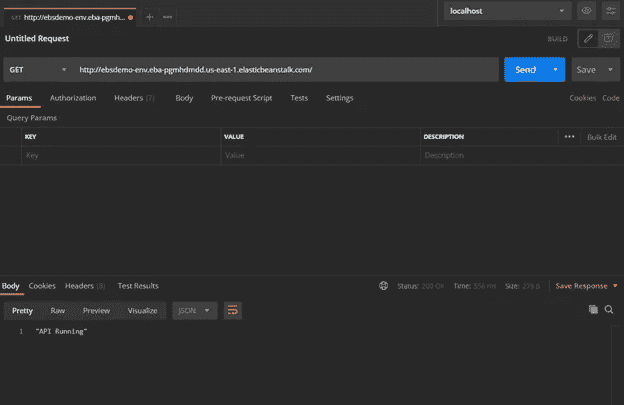 GET http://ebsdemo-env.eba-pgmh...
localhost
Untitled Request
BUILD
GET http://ebsdemo-env.eba-pgmhdmdd.us-east-1.elasticbeanstalk.com/ Send Save
Params Authorization Headers (7) Body Pre-request Script Tests Settings Cookies Code
Query Params
KEY VALUE DESCRIPTION Bulk Edit
Key Value Description
Body Cookies Headers (8) Test Results Status: 200 OK Time: 556 ms Size: 278 B Save Response
Pretty Raw Preview Visualize JSON
1 "API Running"